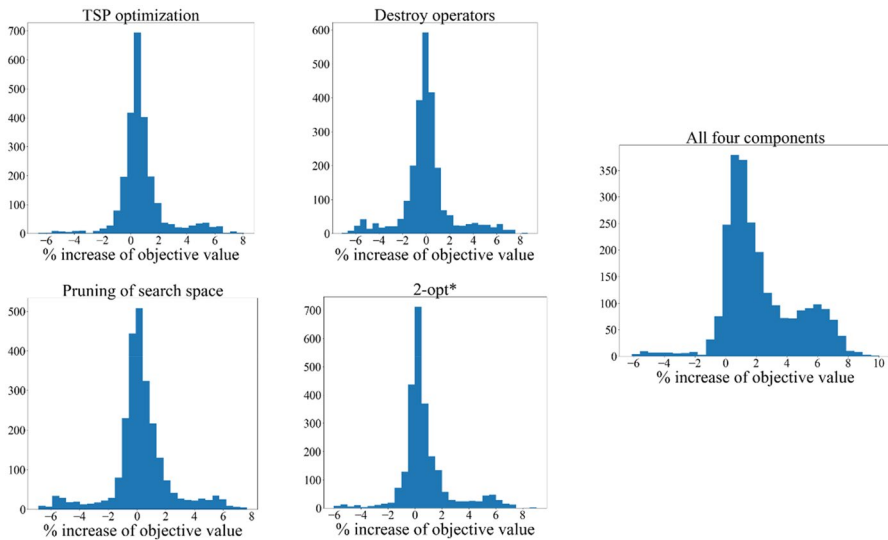 TSP optimization
700
600
500
400
300
200
100
0
−6 −4 −2 0 2 4 6 8
% increase of objective value
Destroy operators
600
500
400
300
200
100
0
−6 −4 −2 0 2 4 6 8
% increase of objective value
All four components
350
300
250
200
150
100
50
0
−6 −4 −2 0 2 4 6 8 10
% increase of objective value
Pruning of search space
500
400
300
200
100
0
−6 −4 −2 0 2 4 6 8
% increase of objective value
2-opt*
700
600
500
400
300
200
100
0
−6 −4 −2 0 2 4 6 8
% increase of objective value